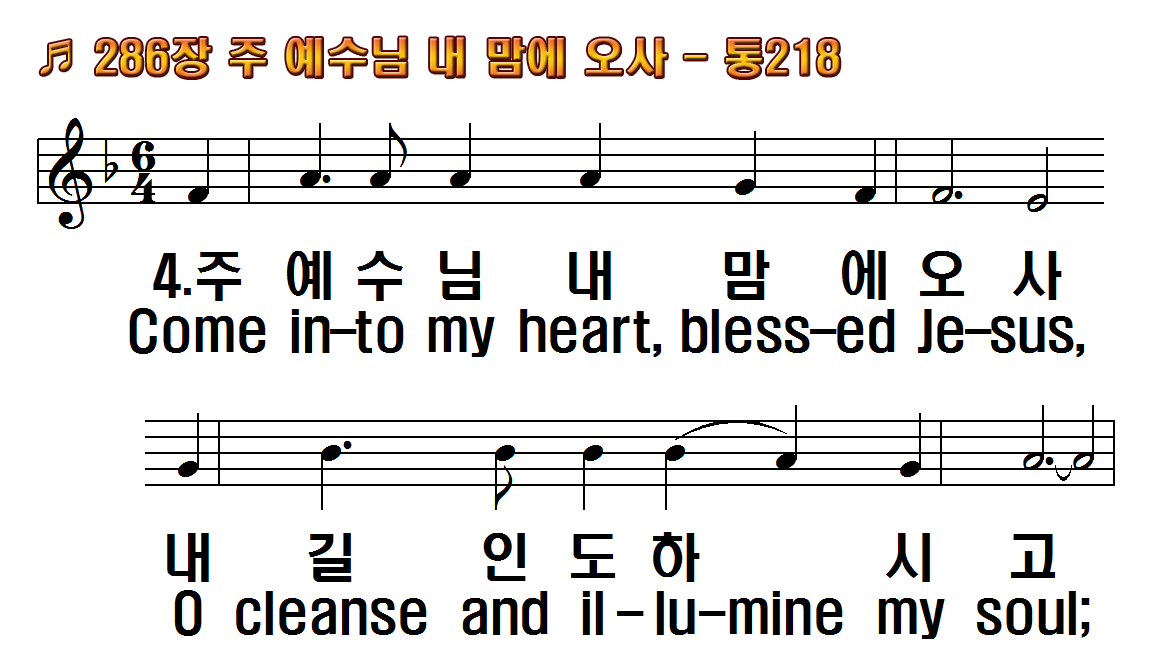 ♬ 286장 주 예수님 내 맘에 오사 - 통218
6
4
4.주 예 수 님 내 맘 에 오 사
Come in-to my heart, bless-ed Je-sus,
내 길 인 도 하 시 고
O cleanse and il-lu-mine my soul;